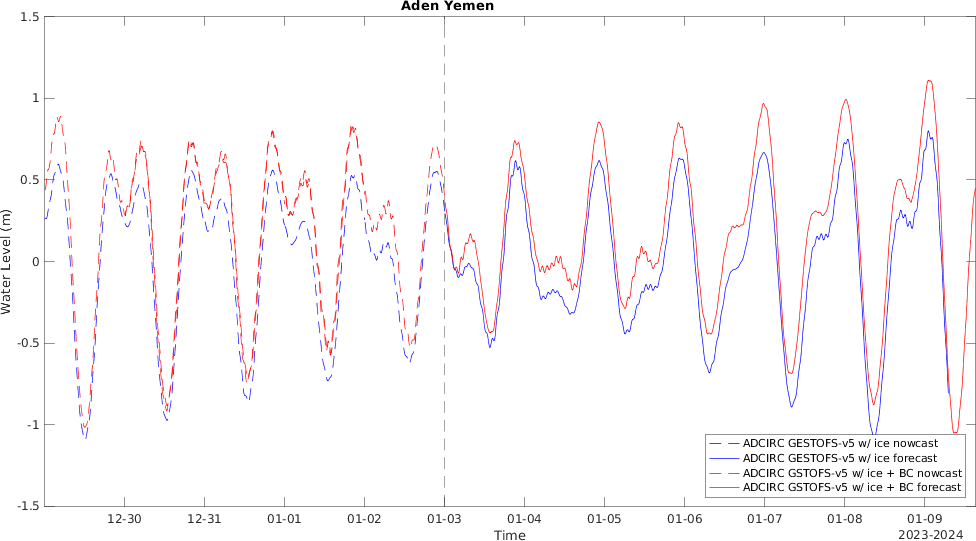 Aden Yemen
1.5
1
0.5
0
-0.5
-1
-1.5
Water Level (m)
12-30
12-31
01-01
01-02
01-03
01-04
01-05
01-06
01-07
01-08
01-09
Time
2023-2024
ADCIRC GESTOFS-v5 w/ ice nowcast
ADCIRC GESTOFS-v5 w/ ice forecast
ADCIRC GSTOFS-v5 w/ ice + BC nowcast
ADCIRC GSTOFS-v5 w/ ice + BC forecast